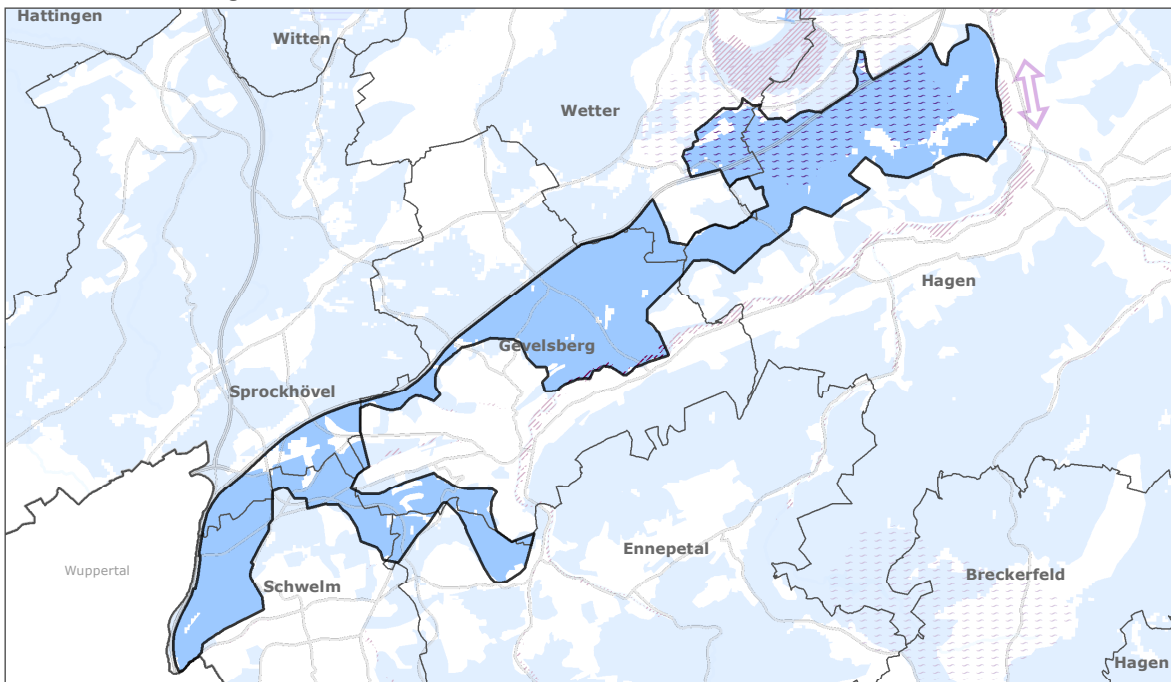 Hattingen
Witten
Wetter
Hagen
Gevelsberg
Sprockhövel
Ennepetal
Wuppertal
Schwelm
Breckerfeld
Hagen